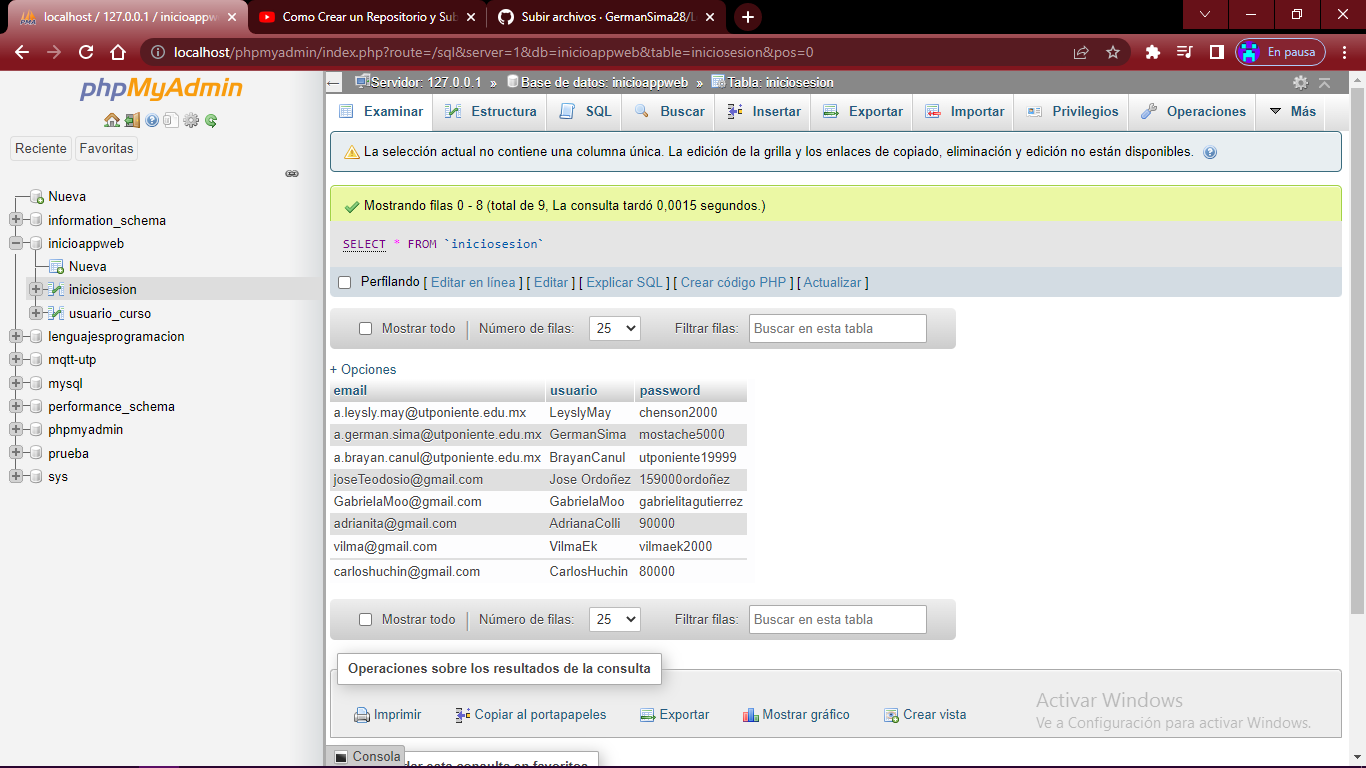 localhost / 127.0.0.1 / inicioappw
Como Crear un Repositorio y Sub
Subir archivos · GermanSima28/L
localhost/phpmyadmin/index.php?route=/sql&server=1&db=inicioappweb&table=iniciosesion&pos=0
En pausa
phpMyAdmin
Reciente Favoritas
Nueva
information_schema
inicioappweb
Nueva
iniciosesion
usuario_curso
lenguajesprogramacion
mqtt-utp
mysql
performance_schema
phpmyadmin
prueba
sys
Servidor: 127.0.0.1 » Base de datos: inicioappweb » Tabla: iniciosesion
Examinar Estructura SQL Buscar Insertar Exportar Importar Privilegios Operaciones Más
La selección actual no contiene una columna única. La edición de la grilla y los enlaces de copiado, eliminación y edición no están disponibles.
Mostrando filas 0 - 8 (total de 9, La consulta tardó 0,0015 segundos.)
SELECT * FROM `iniciosesion`
Perfilando [ Editar en línea ] [ Editar ] [ Explicar SQL ] [ Crear código PHP ] [ Actualizar ]
Mostrar todo | Número de filas: 25 Filtrar filas: Buscar en esta tabla
+ Opciones
email usuario password
a.leysly.may@utponiente.edu.mx LeyslyMay chenson2000
a.german.sima@utponiente.edu.mx GermanSima mostache5000
a.brayan.canul@utponiente.edu.mx BrayanCanul utponiente19999
joseTeodosio@gmail.com Jose Ordoñez 159000ordoñez
GabrielaMoo@gmail.com GabrielaMoo gabrielitagutierrez
adrianita@gmail.com AdrianaColli 90000
vilma@gmail.com VilmaEk vilmaek2000
carloshuchin@gmail.com CarlosHuchin 80000
Mostrar todo | Número de filas: 25 Filtrar filas: Buscar en esta tabla
Operaciones sobre los resultados de la consulta
Imprimir Copiar al portapapeles Exportar Mostrar gráfico Crear vista
Activar Windows
Ve a Configuración para activar Windows.
Consola
esta consulta en favoritos